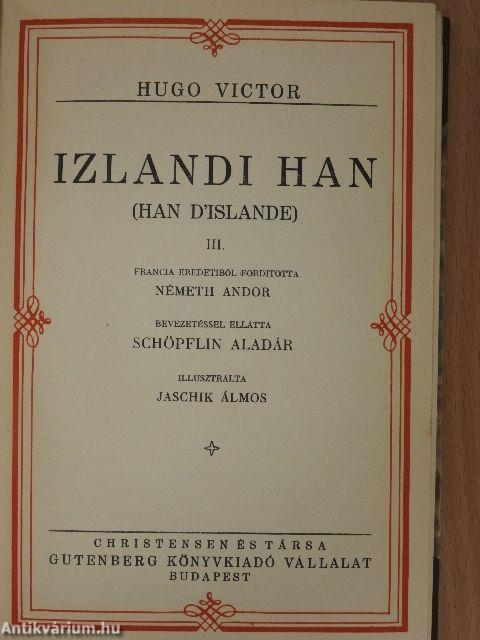 HUGO VICTOR
IZLANDI HAN
(HAN D'ISLANDE)
III.
FRANCIA EREDETIBŐL FORDITOTTA
NÉMETH ANDOR
BEVEZETÉSSEL ELLÁTTA
SCHÖPFLIN ALADÁR
ILLUSZTRÁLTA
JASCHIK ÁLMOS
CHRISTENSEN ÉS TÁRSA
GUTENBERG KÖNYVKIADÓ VÁLLALAT
BUDAPEST
Antikvárium.hu